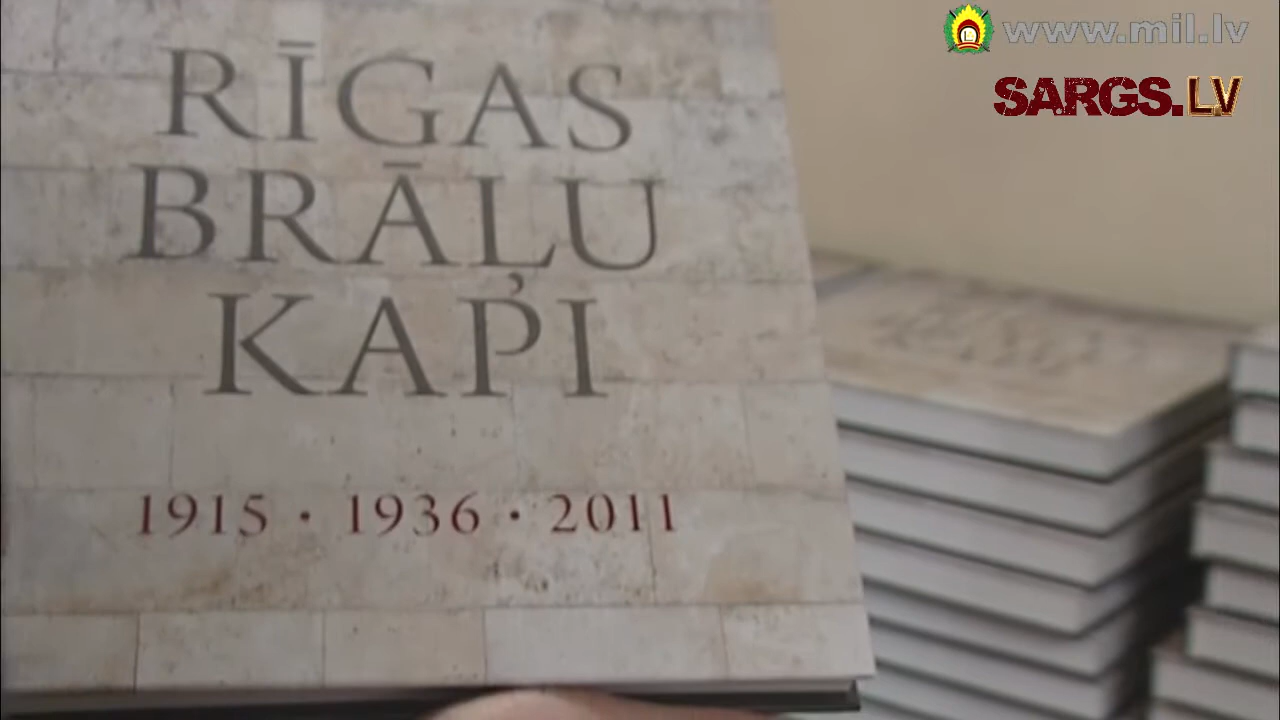 www.mil.lv
SARGS.LV
RĪGAS
BRĀĻU
KAPI
1915 · 1936 · 2011